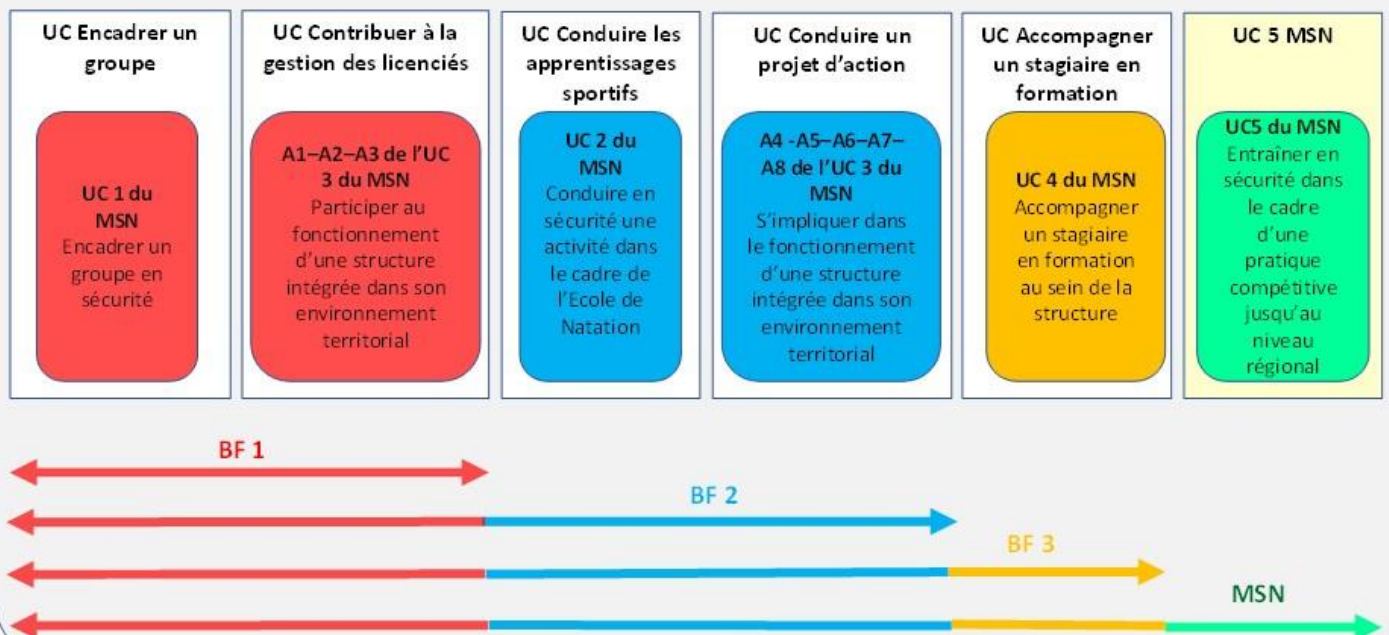 UC Encadrer un
groupe
UC 1 du
MSN
Encadrer un
groupe en
sécurité
UC Contribuer à la
gestion des licenciés
A1–A2–A3 de l'UC
3 du MSN
Participer au
fonctionnement
d'une structure
intégrée dans son
environnement
territorial
UC Conduire les
apprentissages
sportifs
UC 2 du
MSN
Conduire en
sécurité une
activité dans
le cadre de
l'Ecole de
Natation
UC Conduire un
projet d'action
A4 -A5–A6–A7–
A8 de l'UC 3 du
MSN
S'impliquer dans
le fonctionnement
d'une structure
intégrée dans son
environnement
territorial
UC Accompagner
un stagiaire en
formation
UC 4 du MSN
Accompagner
un stagiaire
en formation
au sein de la
structure
UC 5 MSN
UC5 du MSN
Entraîner en
sécurité dans
le cadre
d'une
pratique
compétitive
jusqu'au
niveau
régional
BF 1
BF 2
BF 3
MSN